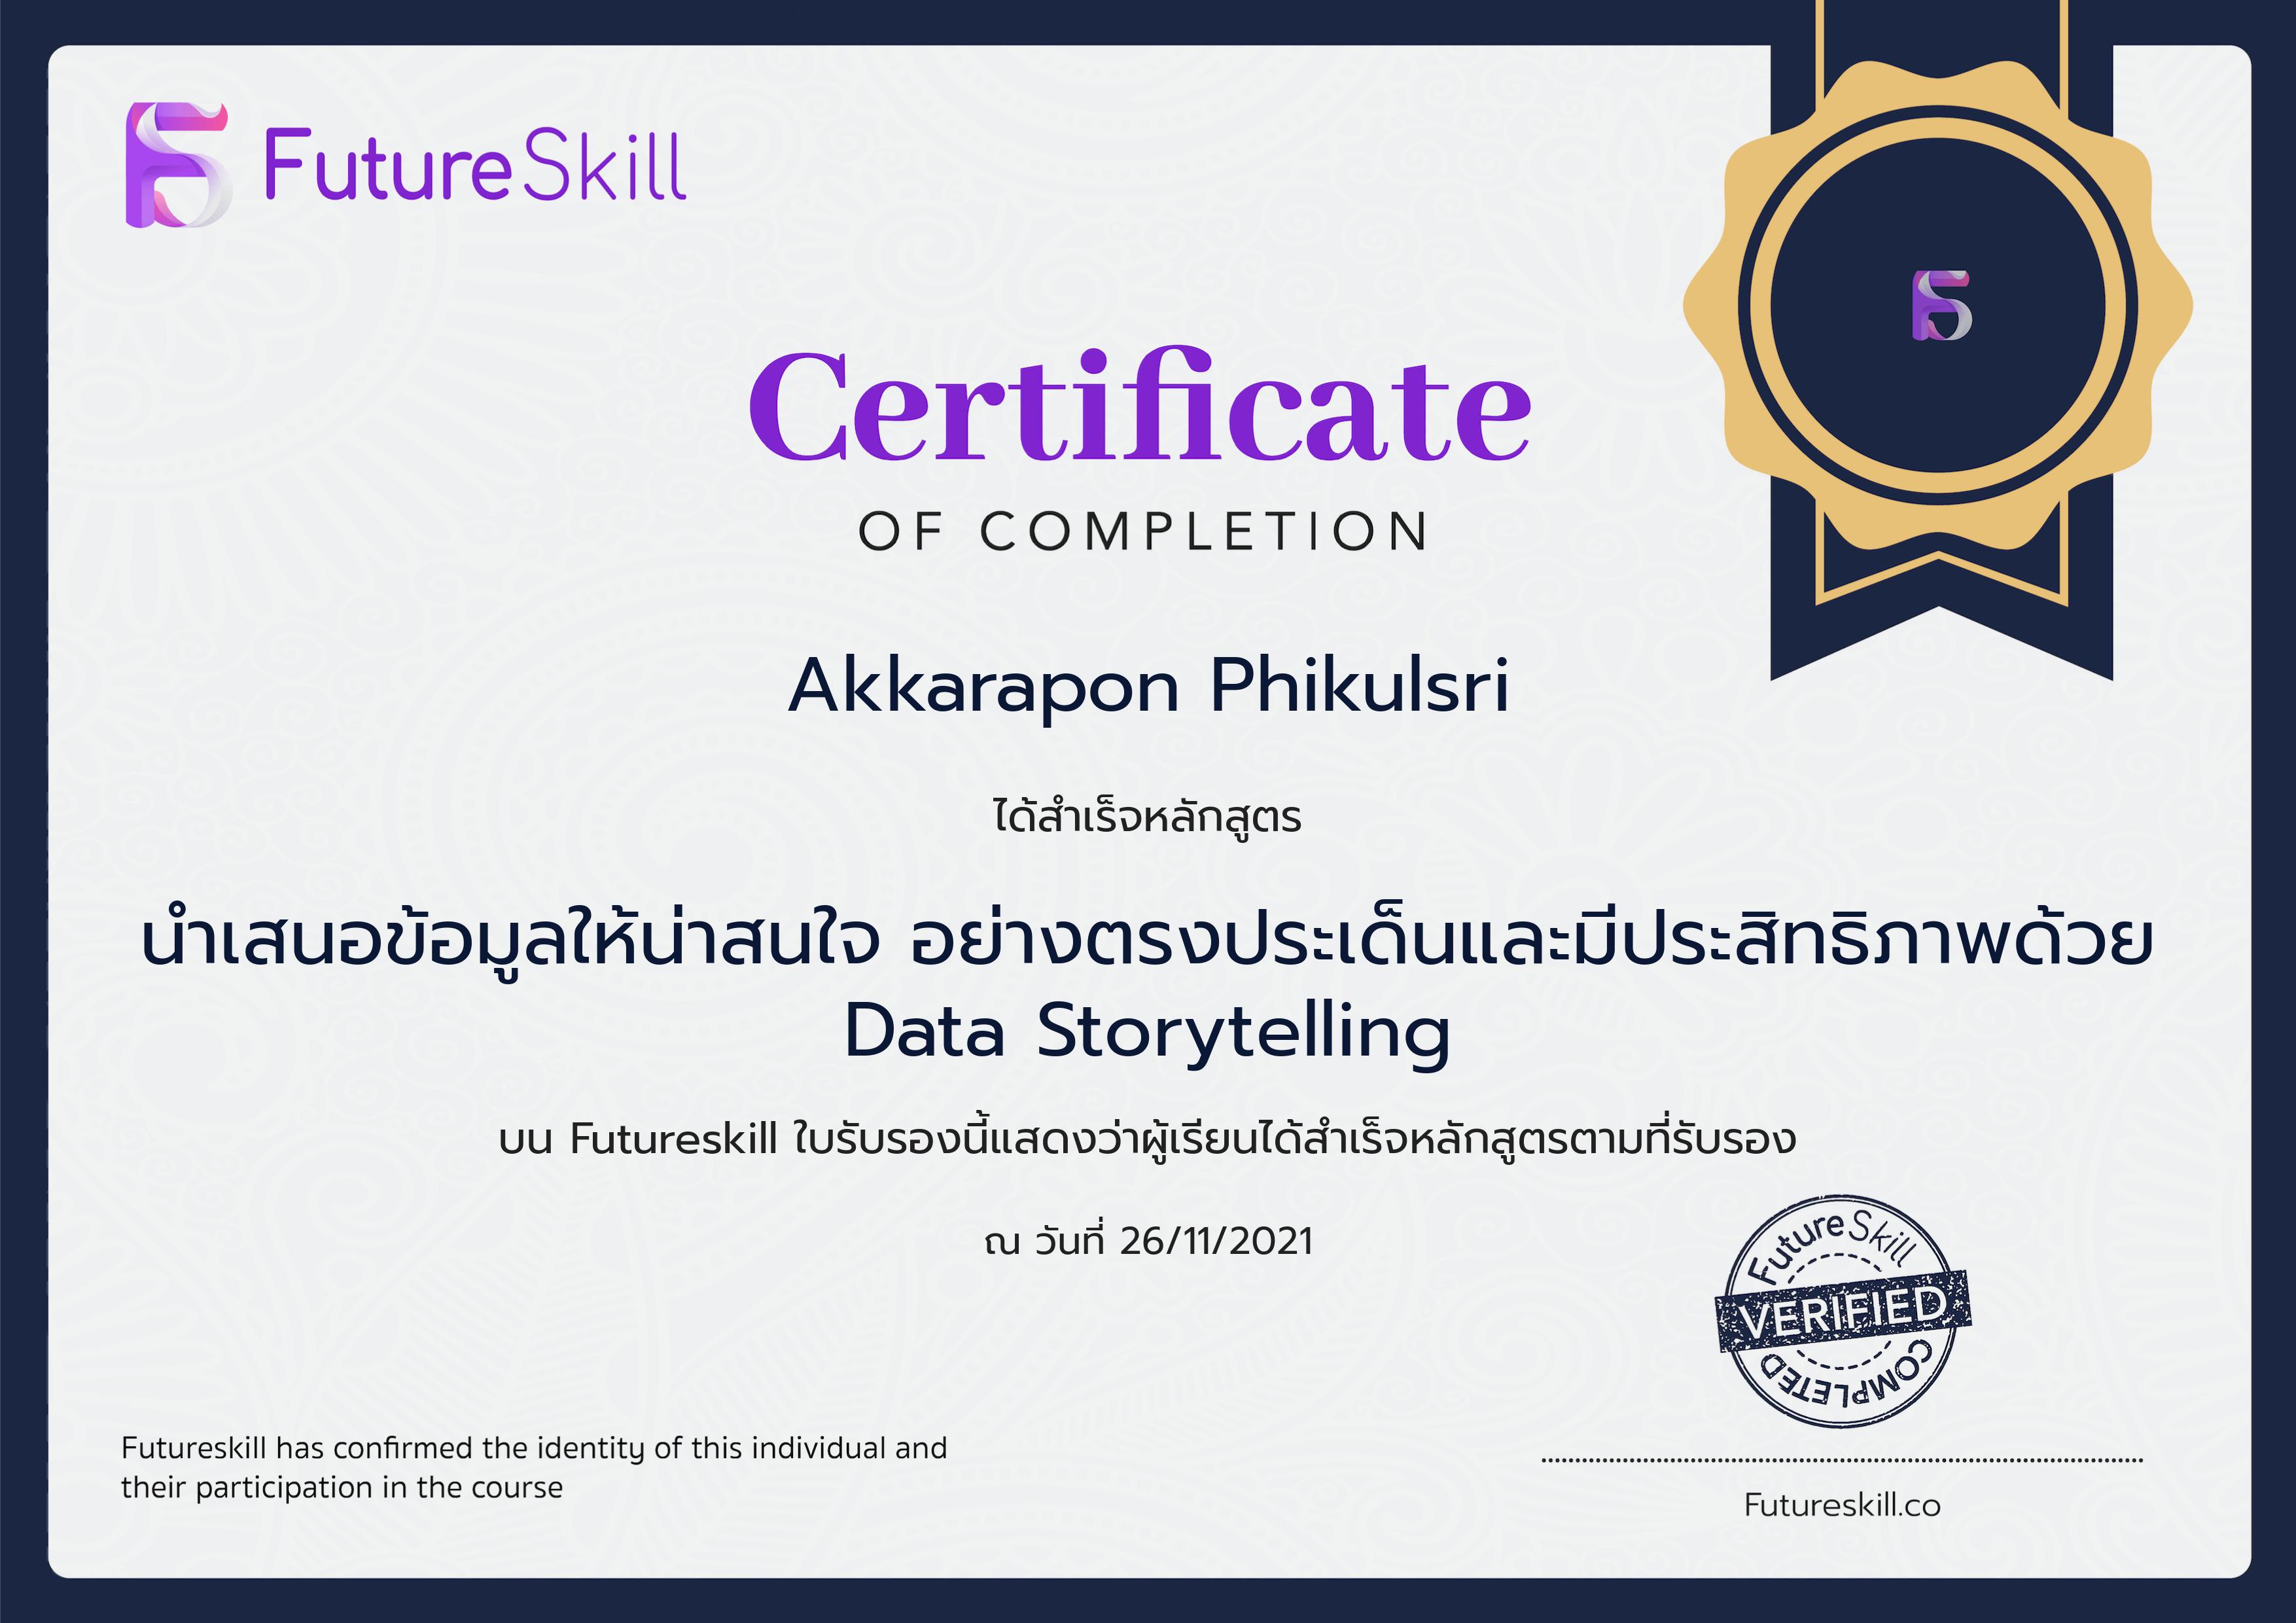 FutureSkill
Certificate
OF COMPLETION
Akkarapon Phikulsri
ได้สำเร็จหลักสูตร
นำเสนอข้อมูลให้น่าสนใจ อย่างตรงประเด็นและมีประสิทธิภาพด้วย
Data Storytelling
บน Futureskill ใบรับรองนี้แสดงว่าผู้เรียนได้สำเร็จหลักสูตรตามที่รับรอง
ณ วันที่ 26/11/2021
FutureSkill
VERIFIED
COMPLETED
Futureskill has confirmed the identity of this individual and
their participation in the course
Futureskill.co